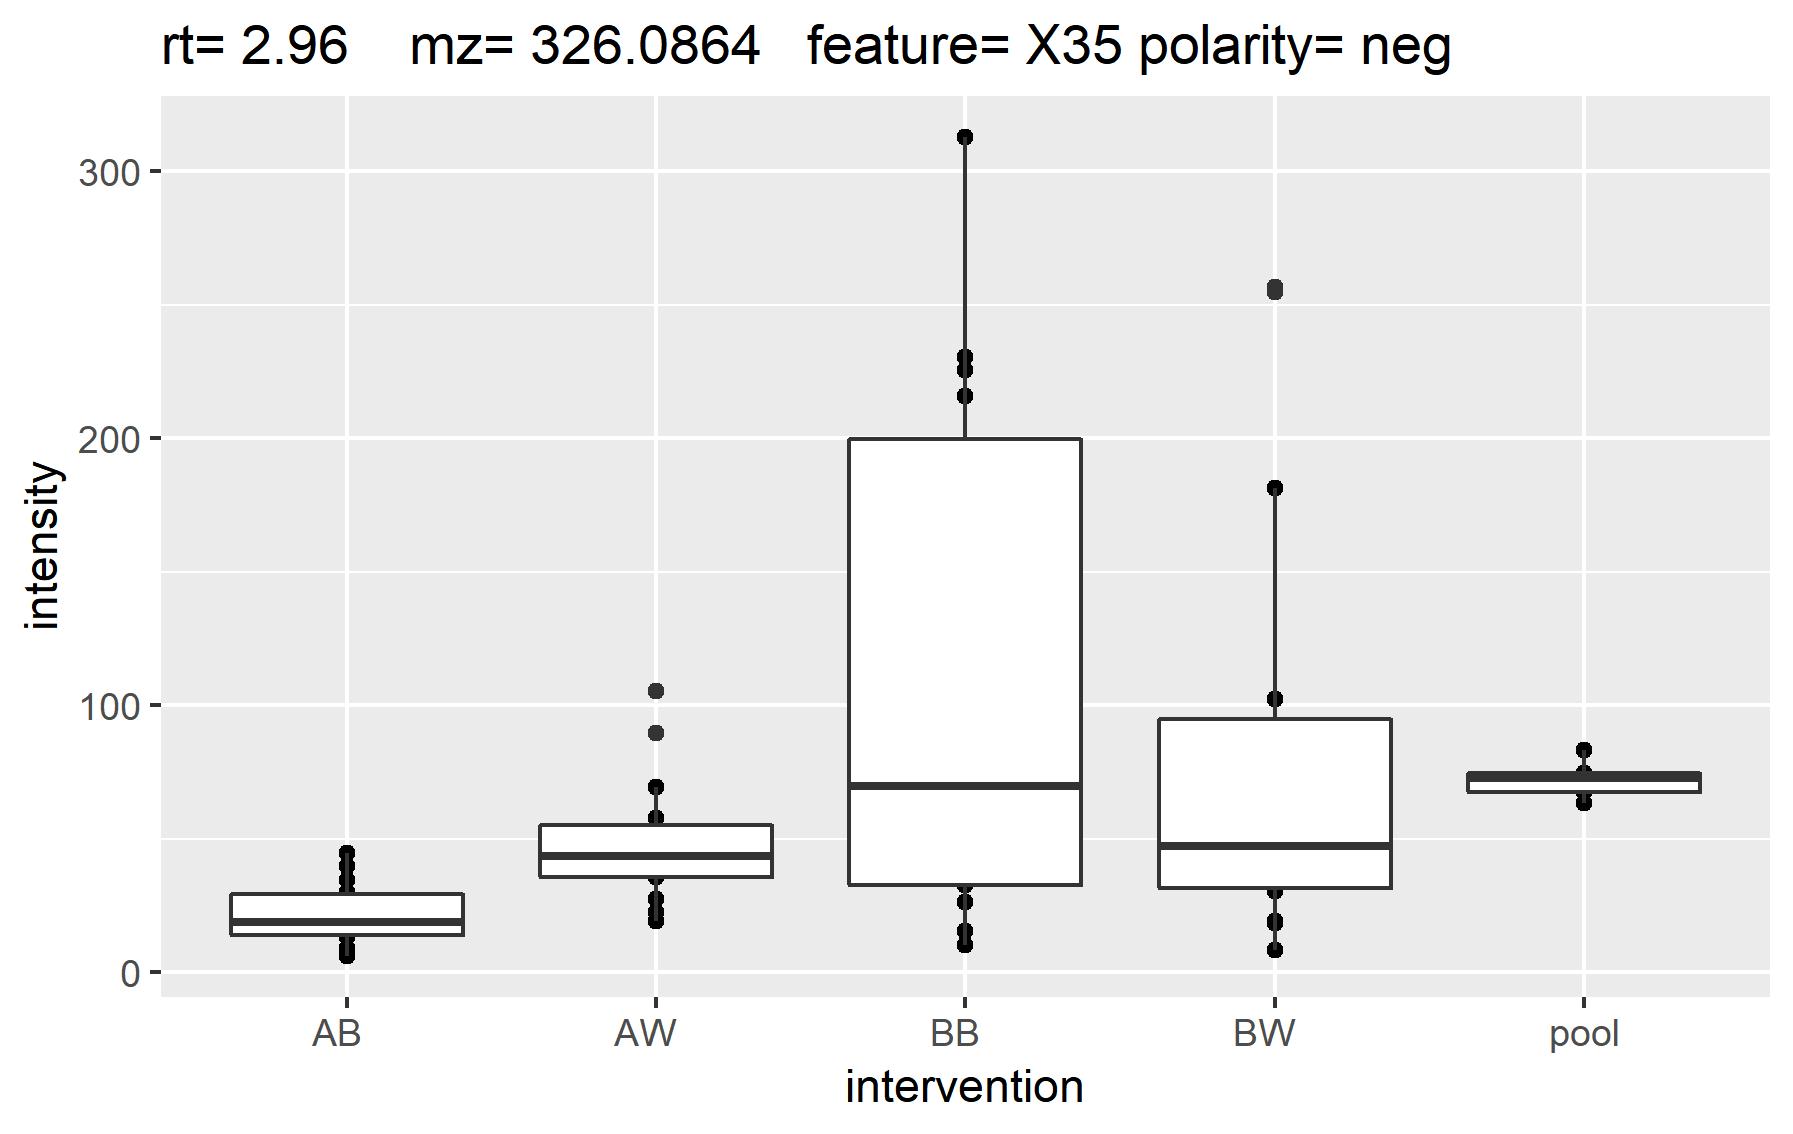 rt= 2.96    mz= 326.0864   feature= X35 polarity= neg
300
200
100
0
intensity
AB AW BB BW pool
intervention